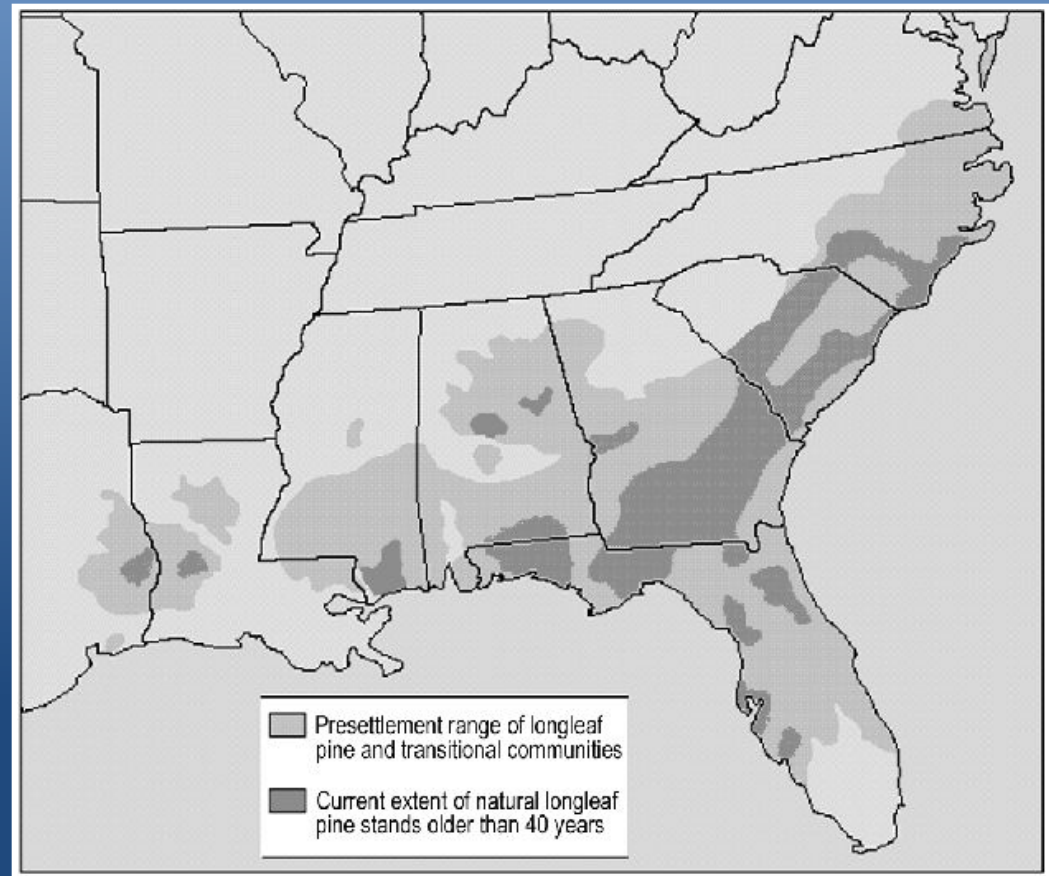 Presettlement range of longleaf
pine and transitional communities
Current extent of natural longleaf
pine stands older than 40 years